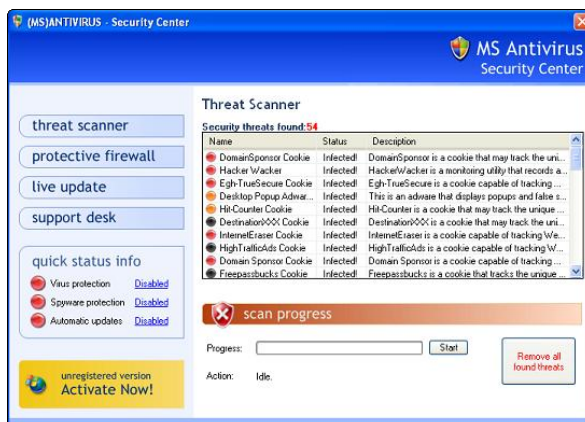 (MS)ANTIVIRUS - Security Center
MS Antivirus
Security Center
threat scanner
protective firewall
live update
support desk
quick status info
Virus protection Disabled
Spyware protection Disabled
Automatic updates Disabled
unregistered version
Activate Now!
Threat Scanner
Security threats found:54
Name Status Description
DomainSponsor Cookie Infected! DomainSponsor is a cookie that may track the uni...
Hacker Wacker Infected! HackerWacker is a monitoring utility that records a...
Egh-TrueSecure Cookie Infected! Egh-TrueSecure is a cookie capable of tracking ...
Desktop Popup Adwar... Infected! This is an adware that displays popups and false s...
Hit-Counter Cookie Infected! Hit-Counter is a cookie that may track the unique ...
DestinationXXX Cookie Infected! DestinationXXX is a cookie that may track the uni...
InternetEraser Cookie Infected! InternetEraser is a cookie capable of tracking We...
HighTrafficAds Cookie Infected! HighTrafficAds is a cookie capable of tracking W...
Domain Sponsor Cookie Infected! Domain Sponsor is a cookie capable of tracking ...
Freepassbucks Cookie Infected! Freepassbucks is a cookie that tracks the unique ...
scan progress
Progress: Start
Action: Idle.
Remove all
found threats